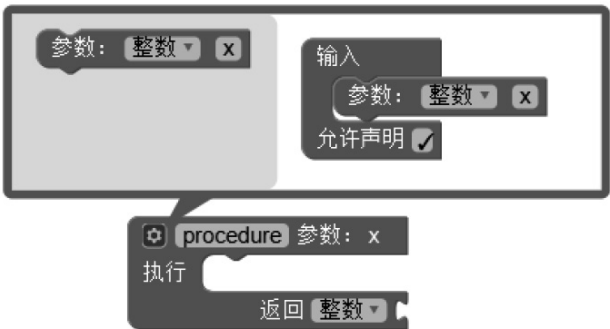 参数： 整数 x
输入
参数： 整数 x
允许声明
procedure 参数： x
执行
返回 整数